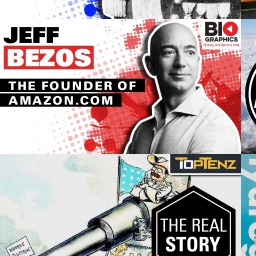 JEFF
BEZOS
THE FOUNDER OF
AMAZON.COM
BIO
GRAPHICS
TOPTENZ
THE REAL
STORY